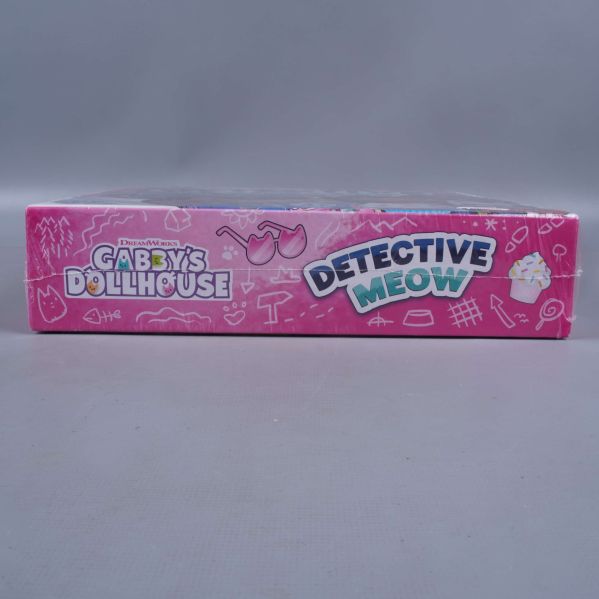 DREAMWORKS
GABBY'S
DOLLHOUSE
DETECTIVE
MEOW